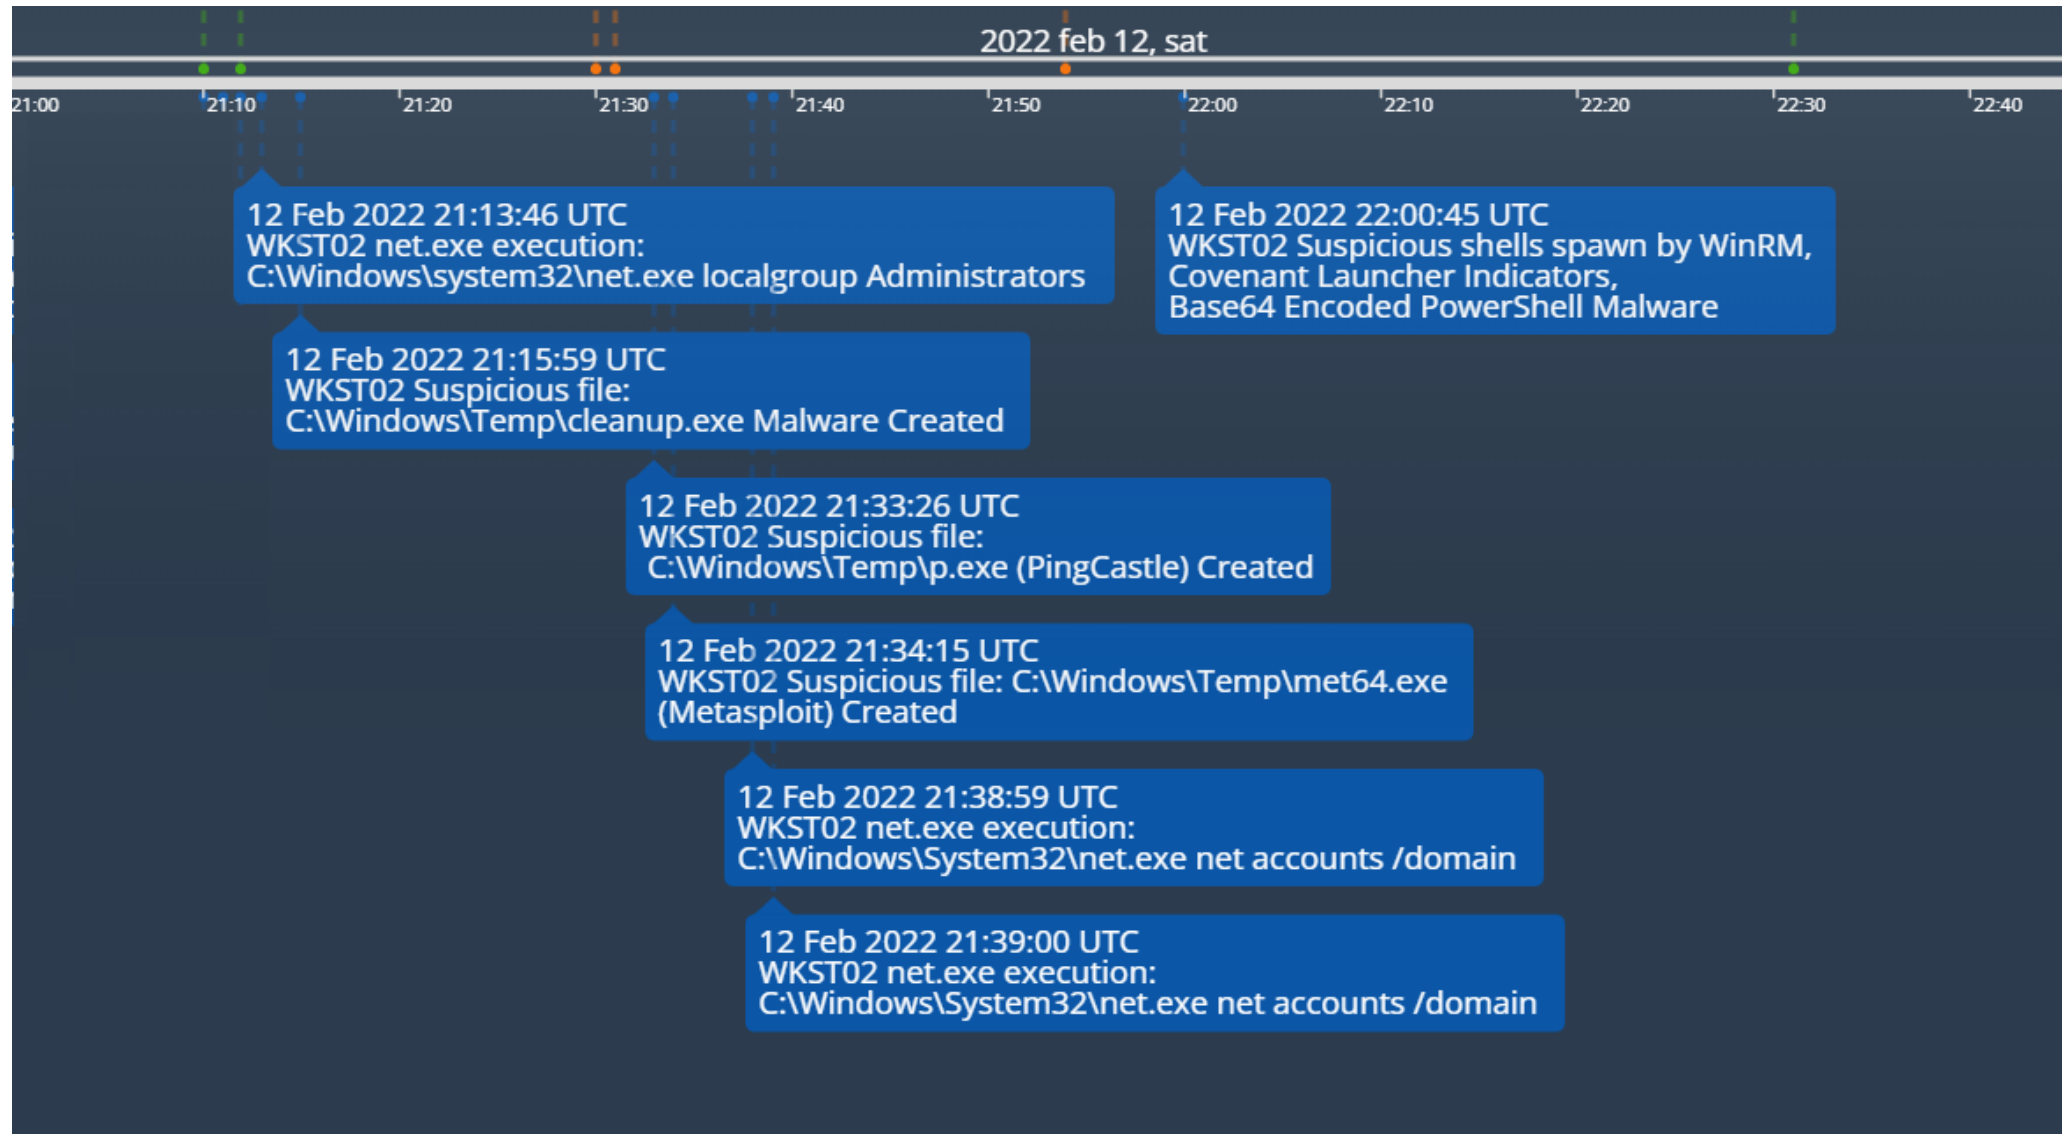 2022 feb 12, sat
21:00
21:10
21:20
21:30
21:40
21:50
22:00
22:10
22:20
22:30
22:40
12 Feb 2022 21:13:46 UTC
WKST02 net.exe execution:
C:\Windows\system32\net.exe localgroup Administrators
12 Feb 2022 22:00:45 UTC
WKST02 Suspicious shells spawn by WinRM,
Covenant Launcher Indicators,
Base64 Encoded PowerShell Malware
12 Feb 2022 21:15:59 UTC
WKST02 Suspicious file:
C:\Windows\Temp\cleanup.exe Malware Created
12 Feb 2022 21:33:26 UTC
WKST02 Suspicious file:
C:\Windows\Temp\p.exe (PingCastle) Created
12 Feb 2022 21:34:15 UTC
WKST02 Suspicious file: C:\Windows\Temp\met64.exe
(Metasploit) Created
12 Feb 2022 21:38:59 UTC
WKST02 net.exe execution:
C:\Windows\System32\net.exe net accounts /domain
12 Feb 2022 21:39:00 UTC
WKST02 net.exe execution:
C:\Windows\System32\net.exe net accounts /domain